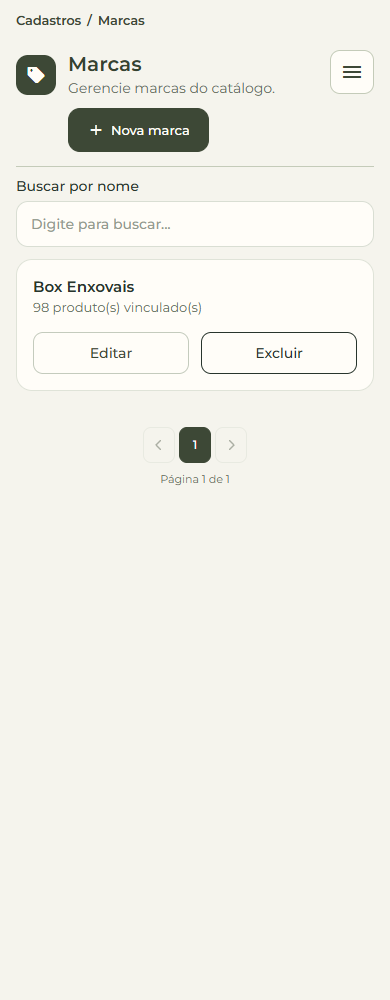 Cadastros / Marcas
Marcas
Gerencie marcas do catálogo.
+ Nova marca
Buscar por nome
Digite para buscar...
Box Enxovais
98 produto(s) vinculado(s)
Editar
Excluir
1
Página 1 de 1